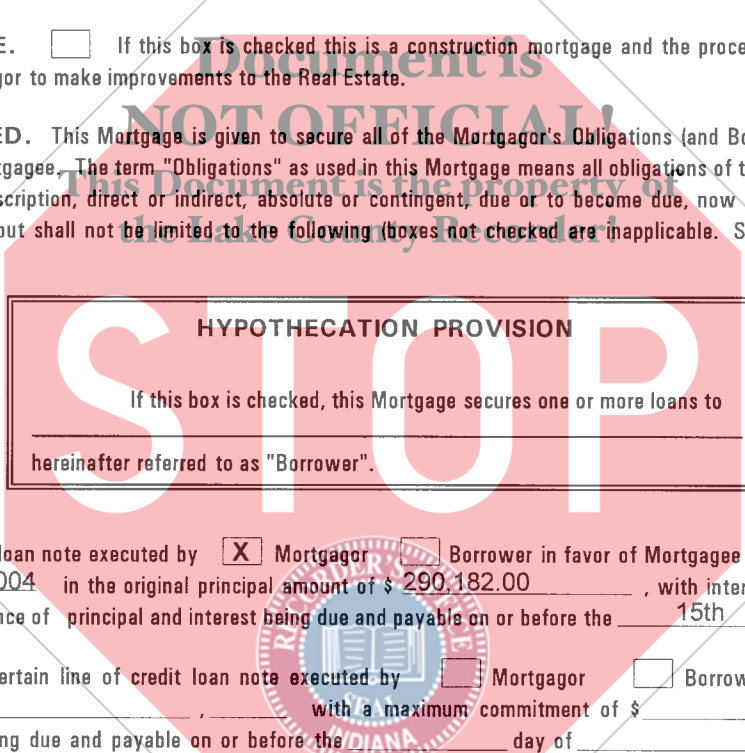 E. If this box is checked this is a construction mortgage and the proce
gor to make improvements to the Real Estate.
Document is
NOT OFFICIAL!
This Document is the property of
the Lake County Recorder!
ED. This Mortgage is given to secure all of the Mortgagor's Obligations (and Bo
tgagee. The term "Obligations" as used in this Mortgage means all obligations of t
scription, direct or indirect, absolute or contingent, due or to become due, now
but shall not be limited to the following (boxes not checked are inapplicable. S
STOP
HYPOTHECATION PROVISION
If this box is checked, this Mortgage secures one or more loans to
hereinafter referred to as "Borrower".
loan note executed by X Mortgagor Borrower in favor of Mortgagee
004 in the original principal amount of $ 290,182.00 , with inter
nce of principal and interest being due and payable on or before the 15th
ertain line of credit loan note executed by Mortgagor Borrow
, with a maximum commitment of $
ng due and payable on or before the day of
RECORDER'S OFFICE
SEAL
INDIANA